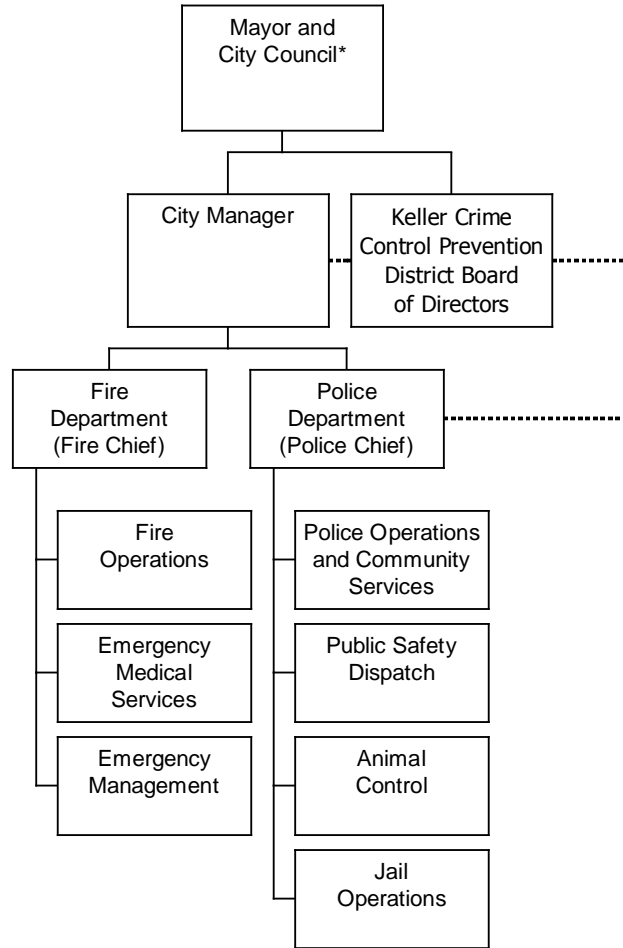 Mayor and
City Council*
City Manager
Keller Crime
Control Prevention
District Board
of Directors
Fire
Department
(Fire Chief)
Police
Department
(Police Chief)
Fire
Operations
Police Operations
and Community
Services
Emergency
Medical
Services
Public Safety
Dispatch
Emergency
Management
Animal
Control
Jail
Operations